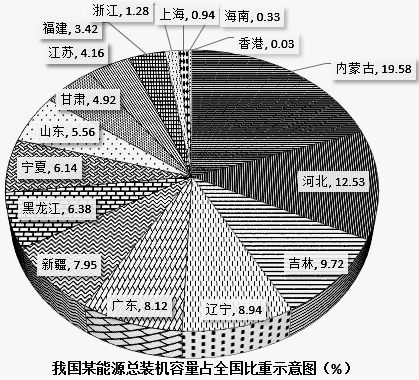 浙江, 1.28
上海, 0.94
海南, 0.33
福建, 3.42
香港, 0.03
江苏, 4.16
内蒙古, 19.58
甘肃, 4.92
山东, 5.56
宁夏, 6.14
河北, 12.53
黑龙江, 6.38
新疆, 7.95
吉林, 9.72
广东, 8.12
辽宁, 8.94
我国某能源总装机容量占全国比重示意图（%）